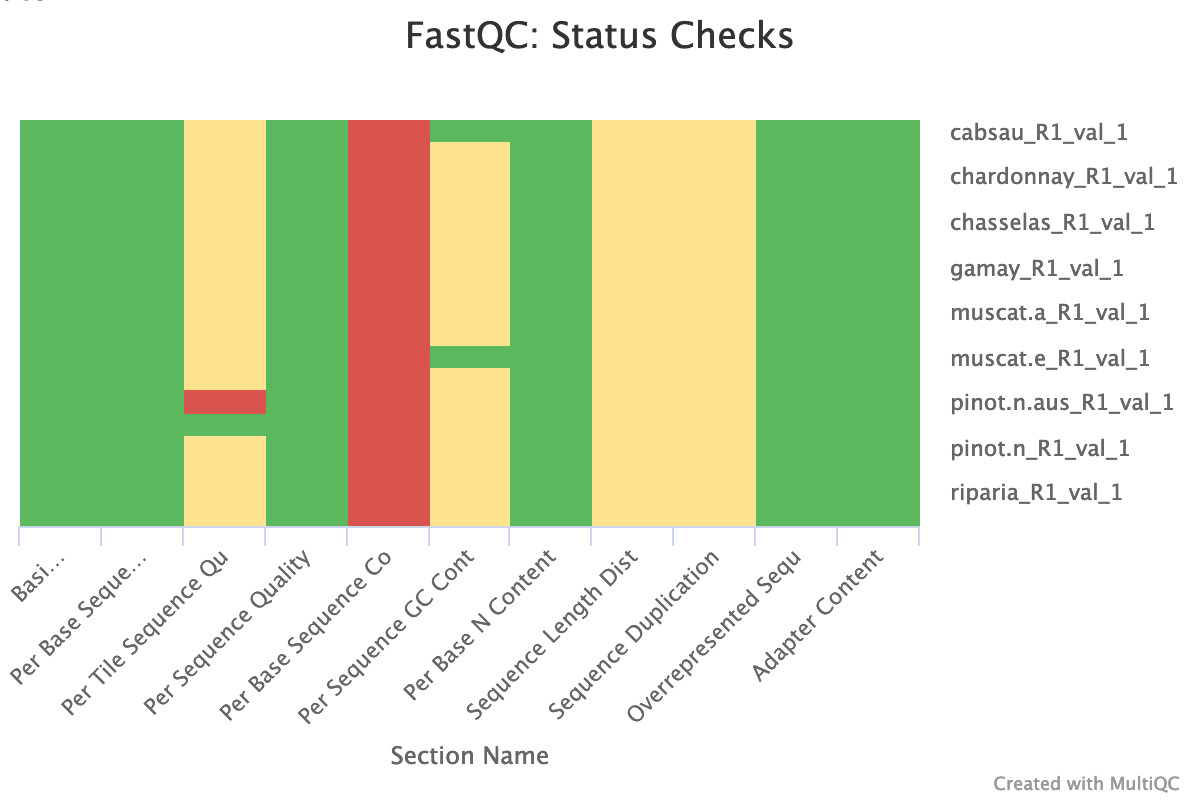 FastQC: Status Checks
cabsau_R1_val_1
chardonnay_R1_val_1
chasselas_R1_val_1
gamay_R1_val_1
muscat.a_R1_val_1
muscat.e_R1_val_1
pinot.n.aus_R1_val_1
pinot.n_R1_val_1
riparia_R1_val_1
Basi...
Per Base Seque...
Per Tile Sequence Qu
Per Sequence Quality
Per Base Sequence Co
Per Sequence GC Cont
Per Base N Content
Sequence Length Dist
Sequence Duplication
Overrepresented Sequ
Adapter Content
Section Name
Created with MultiQC